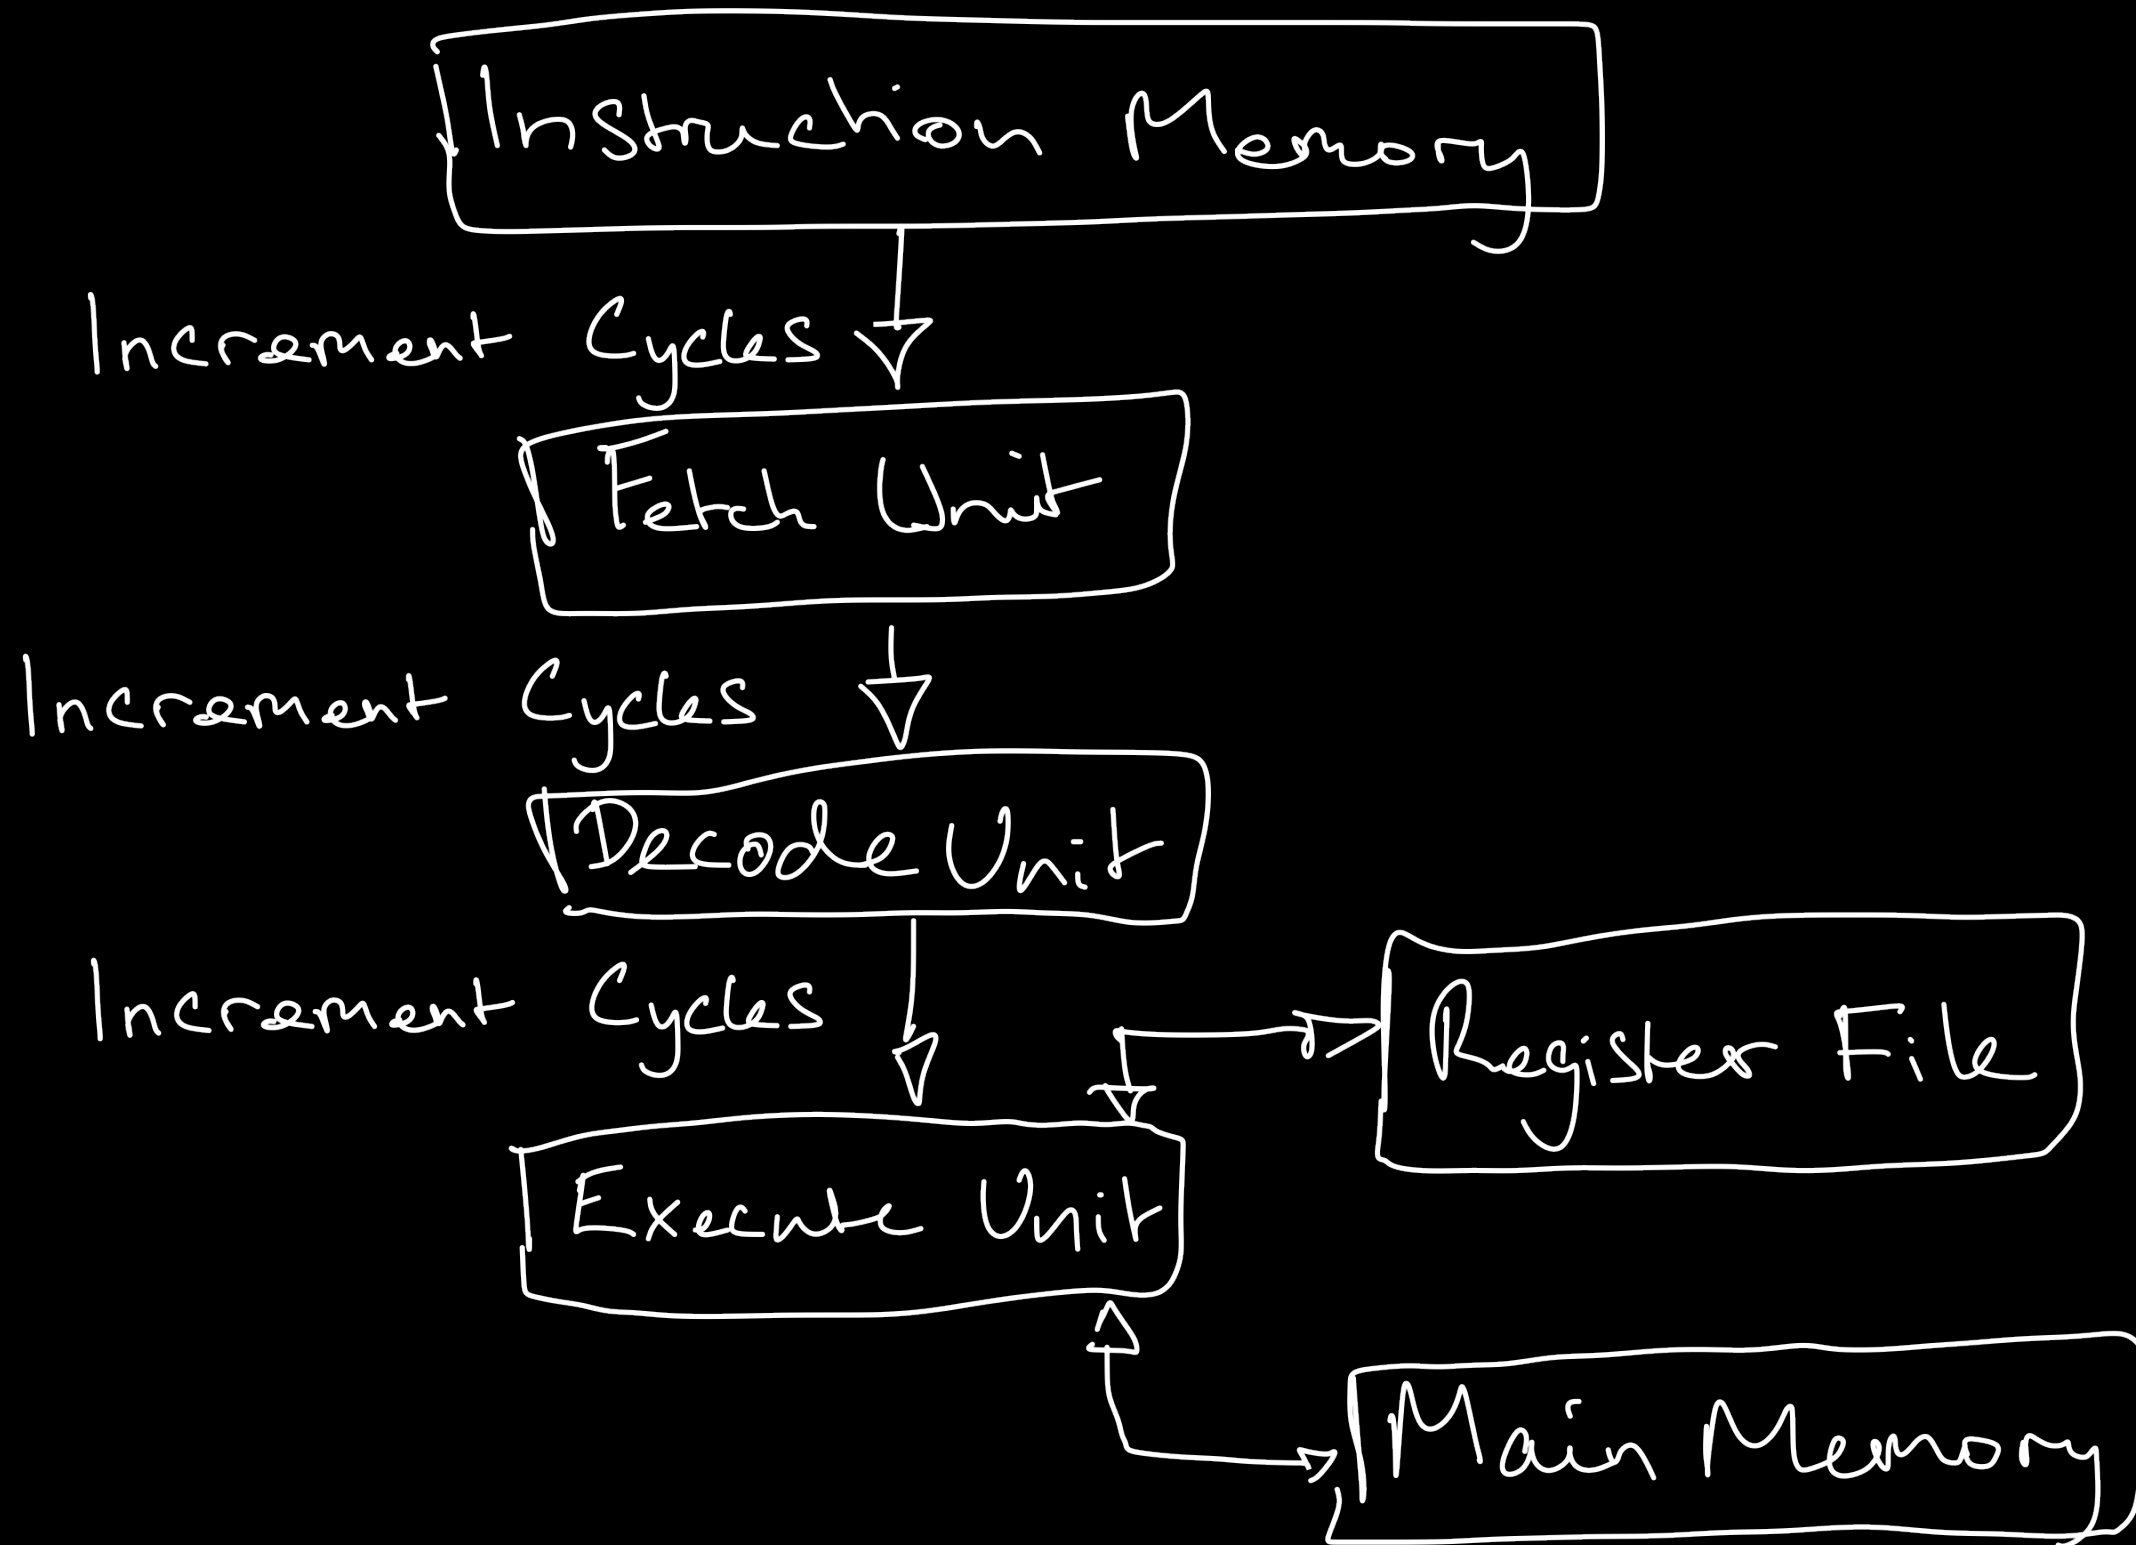 Instruction Memory
Increment Cycles
Fetch Unit
Increment Cycles
Decode Unit
Increment Cycles
Register File
Execute Unit
Main Memory